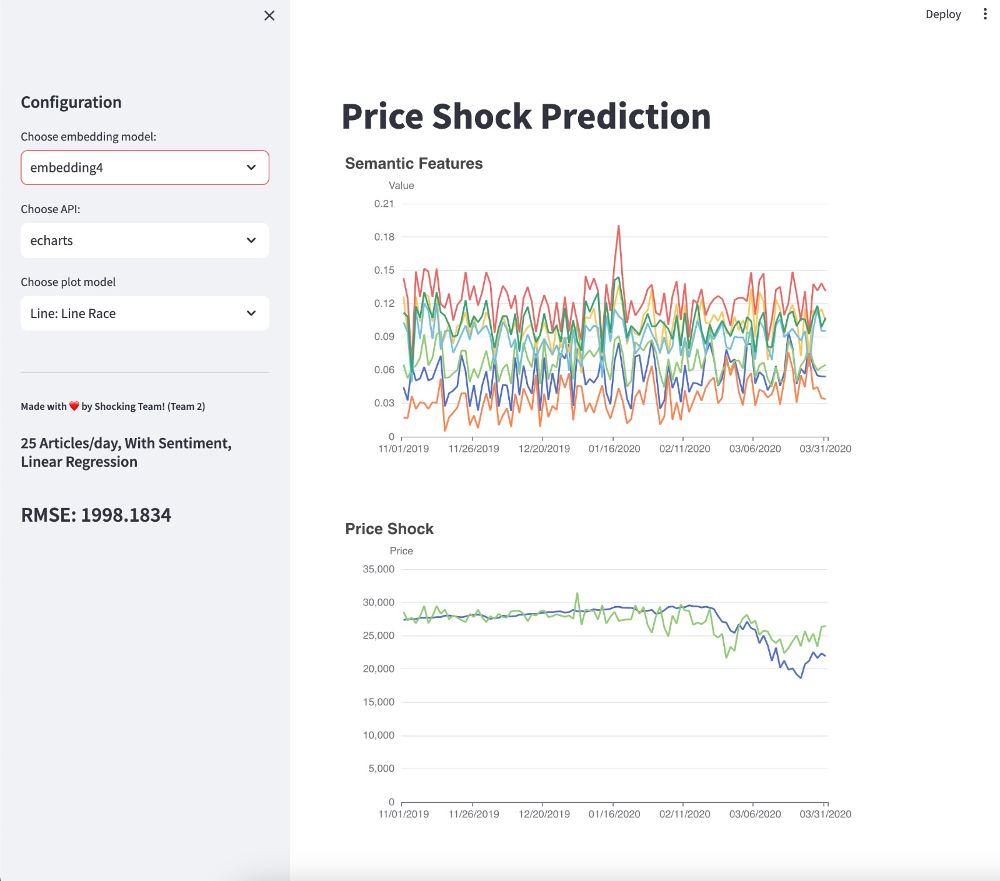 Deploy
Configuration
Choose embedding model:
embedding4
Choose API:
echarts
Choose plot model
Line: Line Race
Made with ❤️ by Shocking Team! (Team 2)
25 Articles/day, With Sentiment,
Linear Regression
RMSE: 1998.1834
Price Shock Prediction
Semantic Features
Value
0.21
0.18
0.15
0.12
0.09
0.06
0.03
0
11/01/2019 11/26/2019 12/20/2019 01/16/2020 02/11/2020 03/06/2020 03/31/2020
Price Shock
Price
35,000
30,000
25,000
20,000
15,000
10,000
5,000
0
11/01/2019 11/26/2019 12/20/2019 01/16/2020 02/11/2020 03/06/2020 03/31/2020